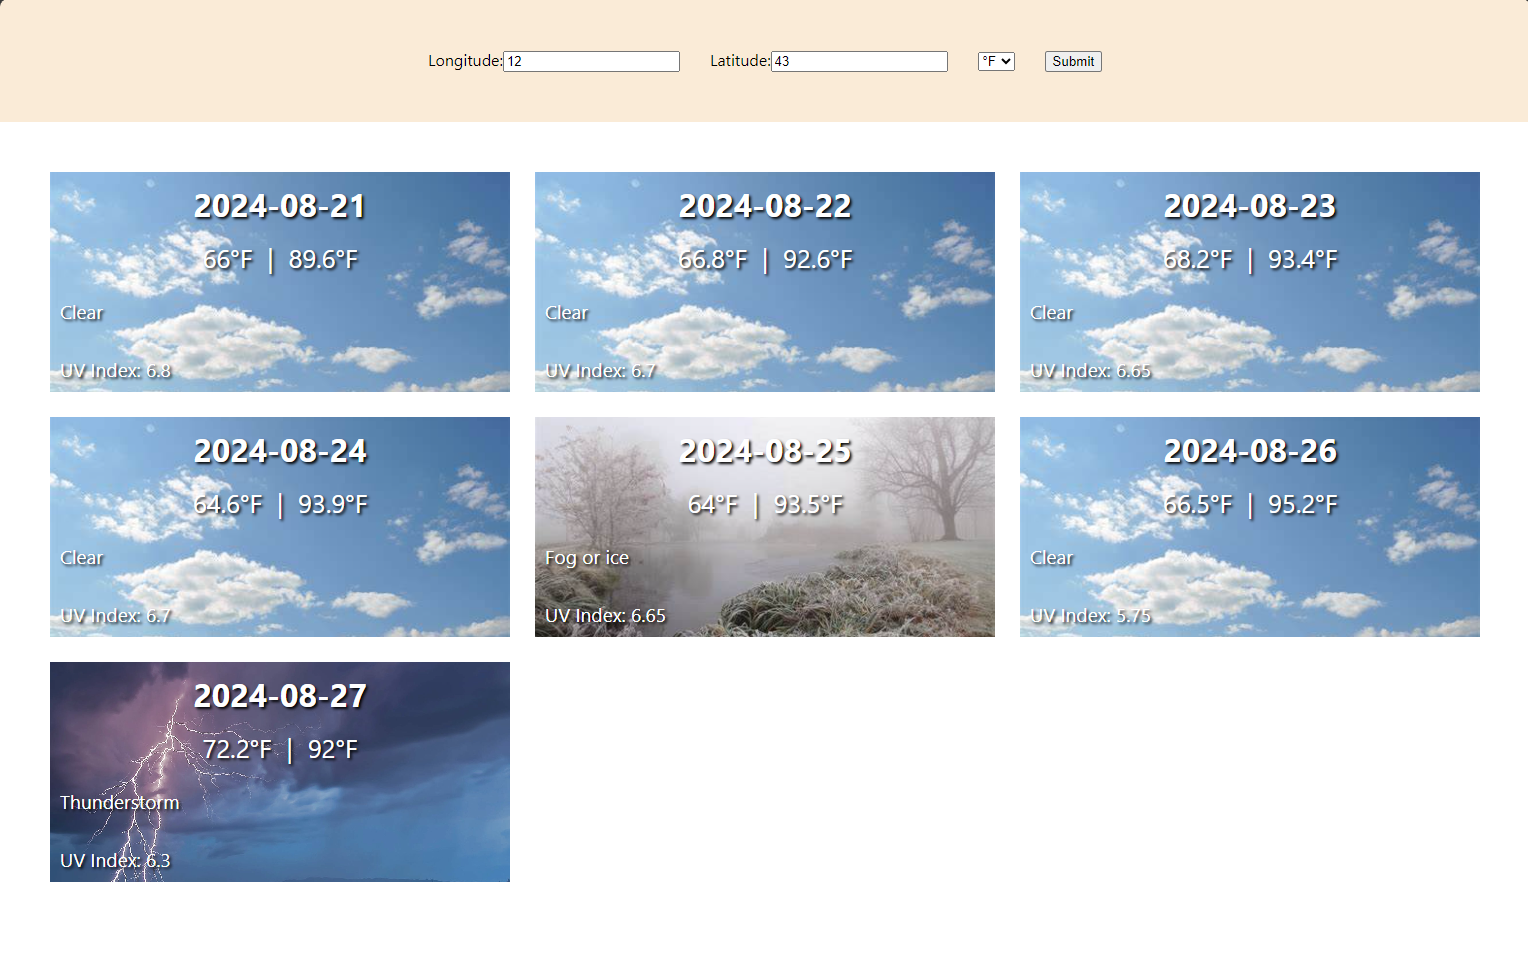 Longitude: 12 Latitude: 43 °F Submit
2024-08-21
66°F | 89.6°F
Clear
UV Index: 6.8
2024-08-22
66.8°F | 92.6°F
Clear
UV Index: 6.7
2024-08-23
68.2°F | 93.4°F
Clear
UV Index: 6.65
2024-08-24
64.6°F | 93.9°F
Clear
UV Index: 6.7
2024-08-25
64°F | 93.5°F
Fog or ice
UV Index: 6.65
2024-08-26
66.5°F | 95.2°F
Clear
UV Index: 5.75
2024-08-27
72.2°F | 92°F
Thunderstorm
UV Index: 6.3